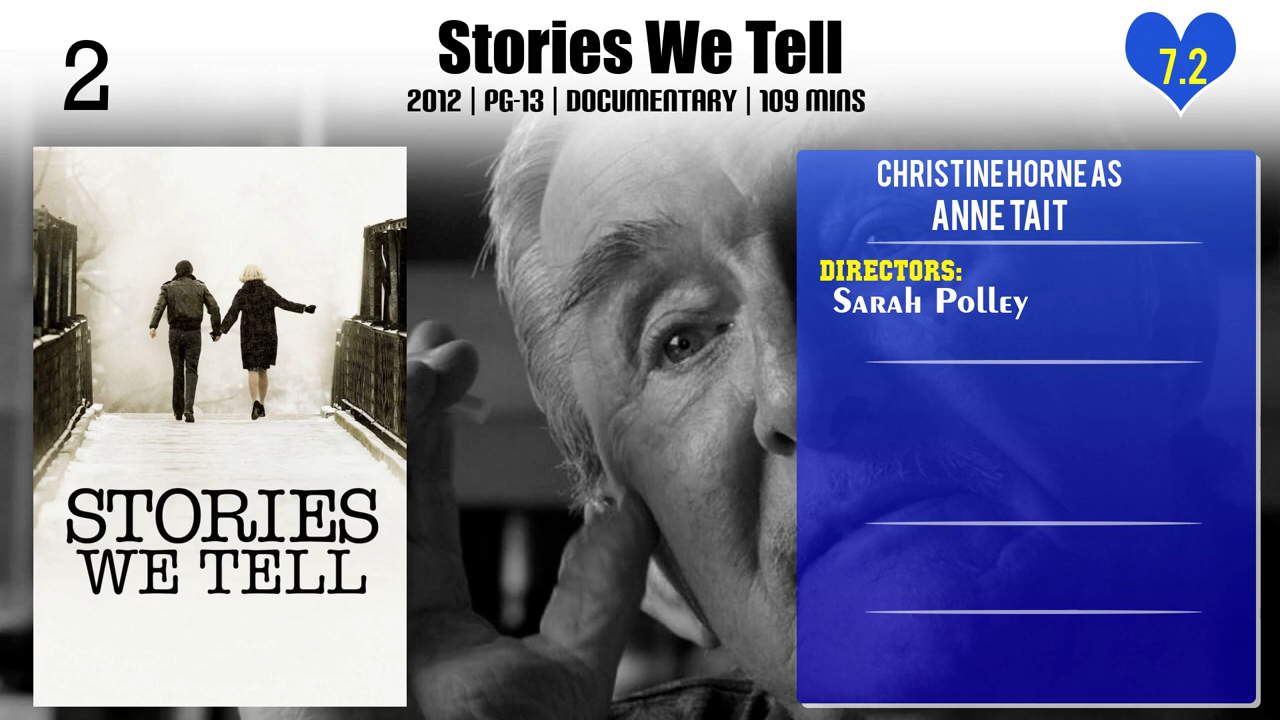 2
Stories We Tell
2012 | PG-13 | DOCUMENTARY | 109 MINS
7.2
STORIES
WE TELL
CHRISTINE HORNE AS
ANNE TAIT
DIRECTORS:
Sarah Polley